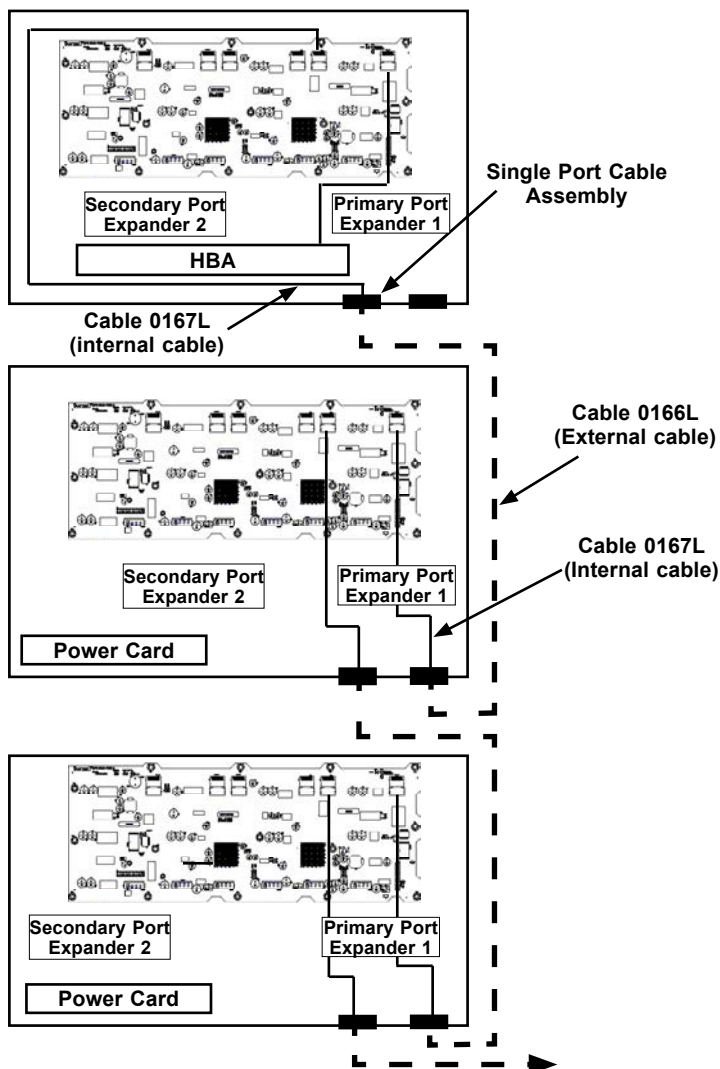 Single Port Cable
Assembly
Secondary Port
Expander 2
Primary Port
Expander 1
HBA
Cable 0167L
(internal cable)
Cable 0166L
(External cable)
Cable 0167L
(Internal cable)
Secondary Port
Expander 2
Primary Port
Expander 1
Power Card
Secondary Port
Expander 2
Primary Port
Expander 1
Power Card